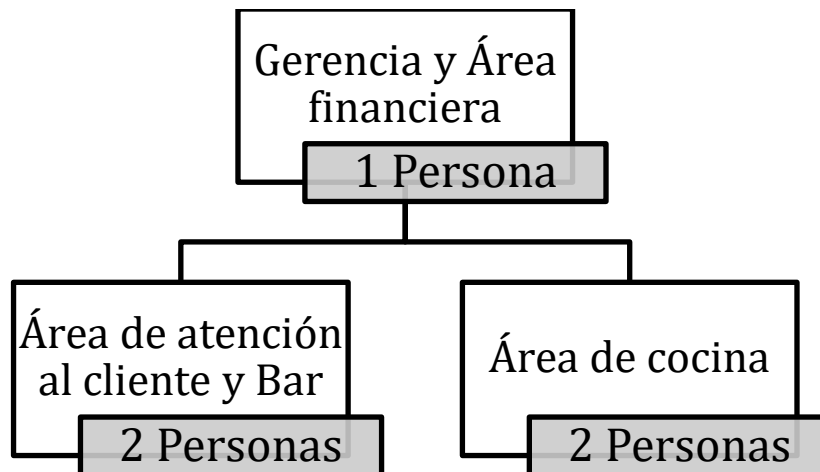 Gerencia y Área
financiera
1 Persona
Área de atención
al cliente y Bar
2 Personas
Área de cocina
2 Personas